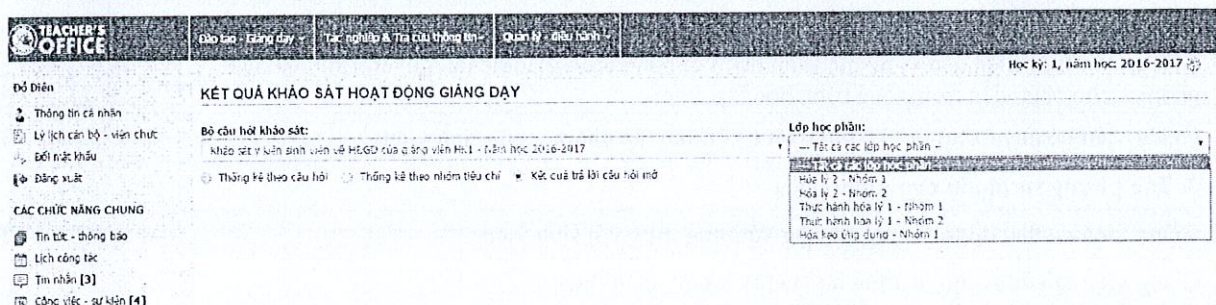 TEACHER'S OFFICE
Đào tạo - Giảng dạy
Tác nghiệp & Tra cứu thông tin
Quản lý - điều hành
Học kỳ: 1, năm học: 2016-2017
Đỗ Diên
Thông tin cá nhân
Lý lịch cán bộ - viên chức
Đổi mật khẩu
Đăng xuất
CÁC CHỨC NĂNG CHUNG
Tin tức - thông báo
Lịch công tác
Tin nhắn [3]
Công việc - sự kiện [4]
KẾT QUẢ KHẢO SÁT HOẠT ĐỘNG GIẢNG DẠY
Bộ câu hỏi khảo sát:
Khảo sát ý kiến sinh viên về HĐGD của giảng viên HK1 - Năm học 2016-2017
Thống kê theo câu hỏi
Thống kê theo nhóm tiêu chí
Kết quả trả lời câu hỏi mở
Lớp học phần:
--- Tất cả các lớp học phần --
--- Tất cả các lớp học phần
Hóa lý 2 - Nhóm 1
Hóa lý 2 - Nhóm 2
Thực hành hóa lý 1 - Nhóm 1
Thực hành hóa lý 1 - Nhóm 2
Hóa keo ứng dụng - Nhóm 1